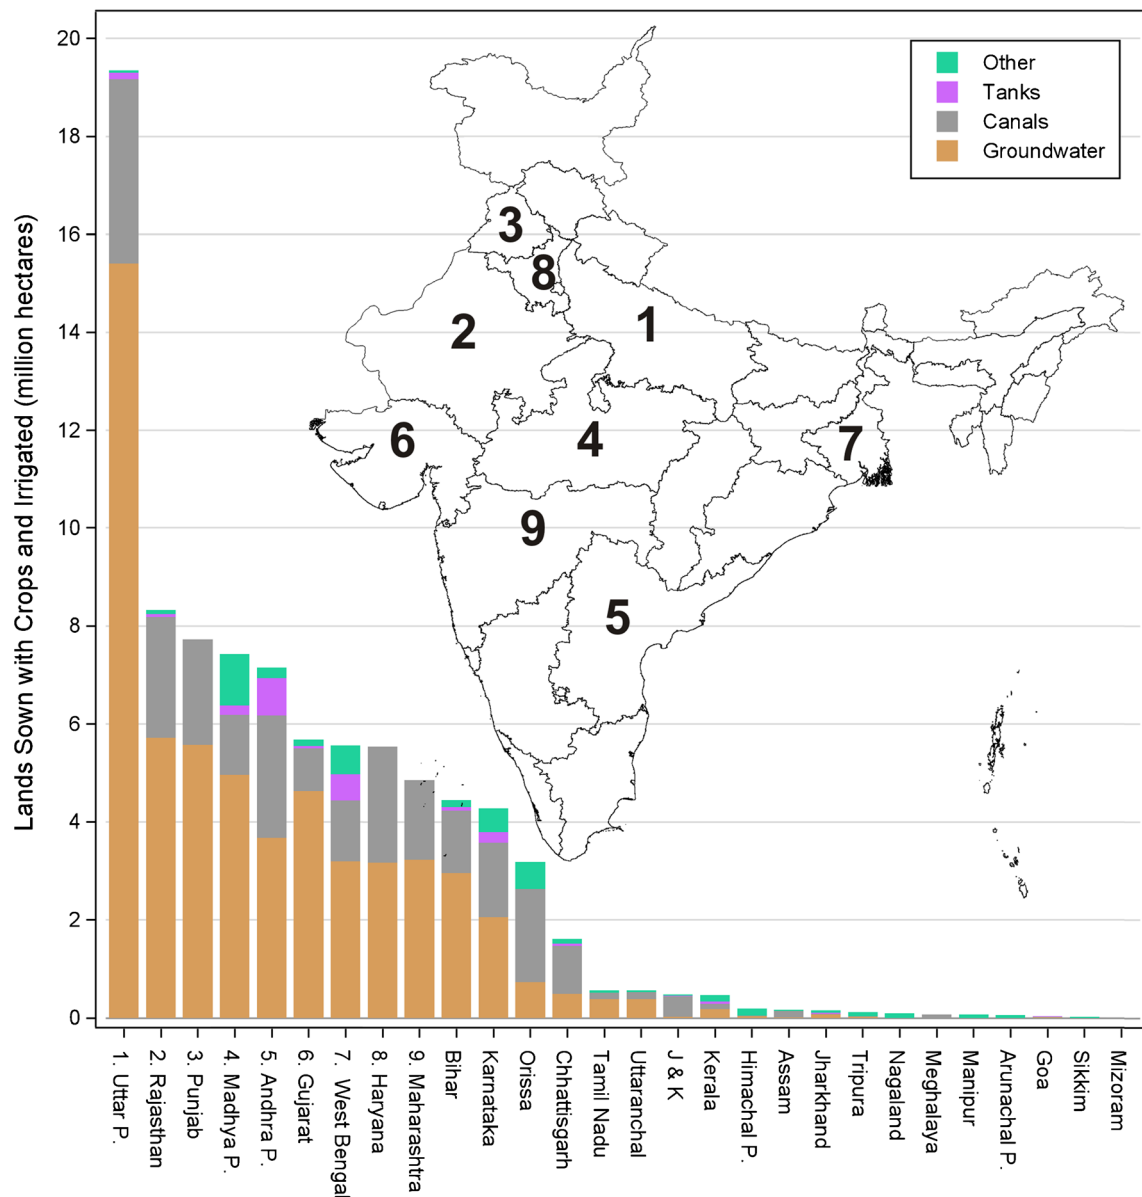 Lands Sown with Crops and Irrigated (million hectares)
20
18
16
14
12
10
8
6
4
2
0
Other
Tanks
Canals
Groundwater
3
8
2
1
6
4
7
9
5
1. Uttar P.
2. Rajasthan
3. Punjab
4. Madhya P.
5. Andhra P.
6. Gujarat
7. West Bengal
8. Haryana
9. Maharashtra
Bihar
Karnataka
Orissa
Chhattisgarh
Tamil Nadu
Uttaranchal
J & K
Kerala
Himachal P.
Assam
Jharkhand
Tripura
Nagaland
Meghalaya
Manipur
Arunachal P.
Goa
Sikkim
Mizoram